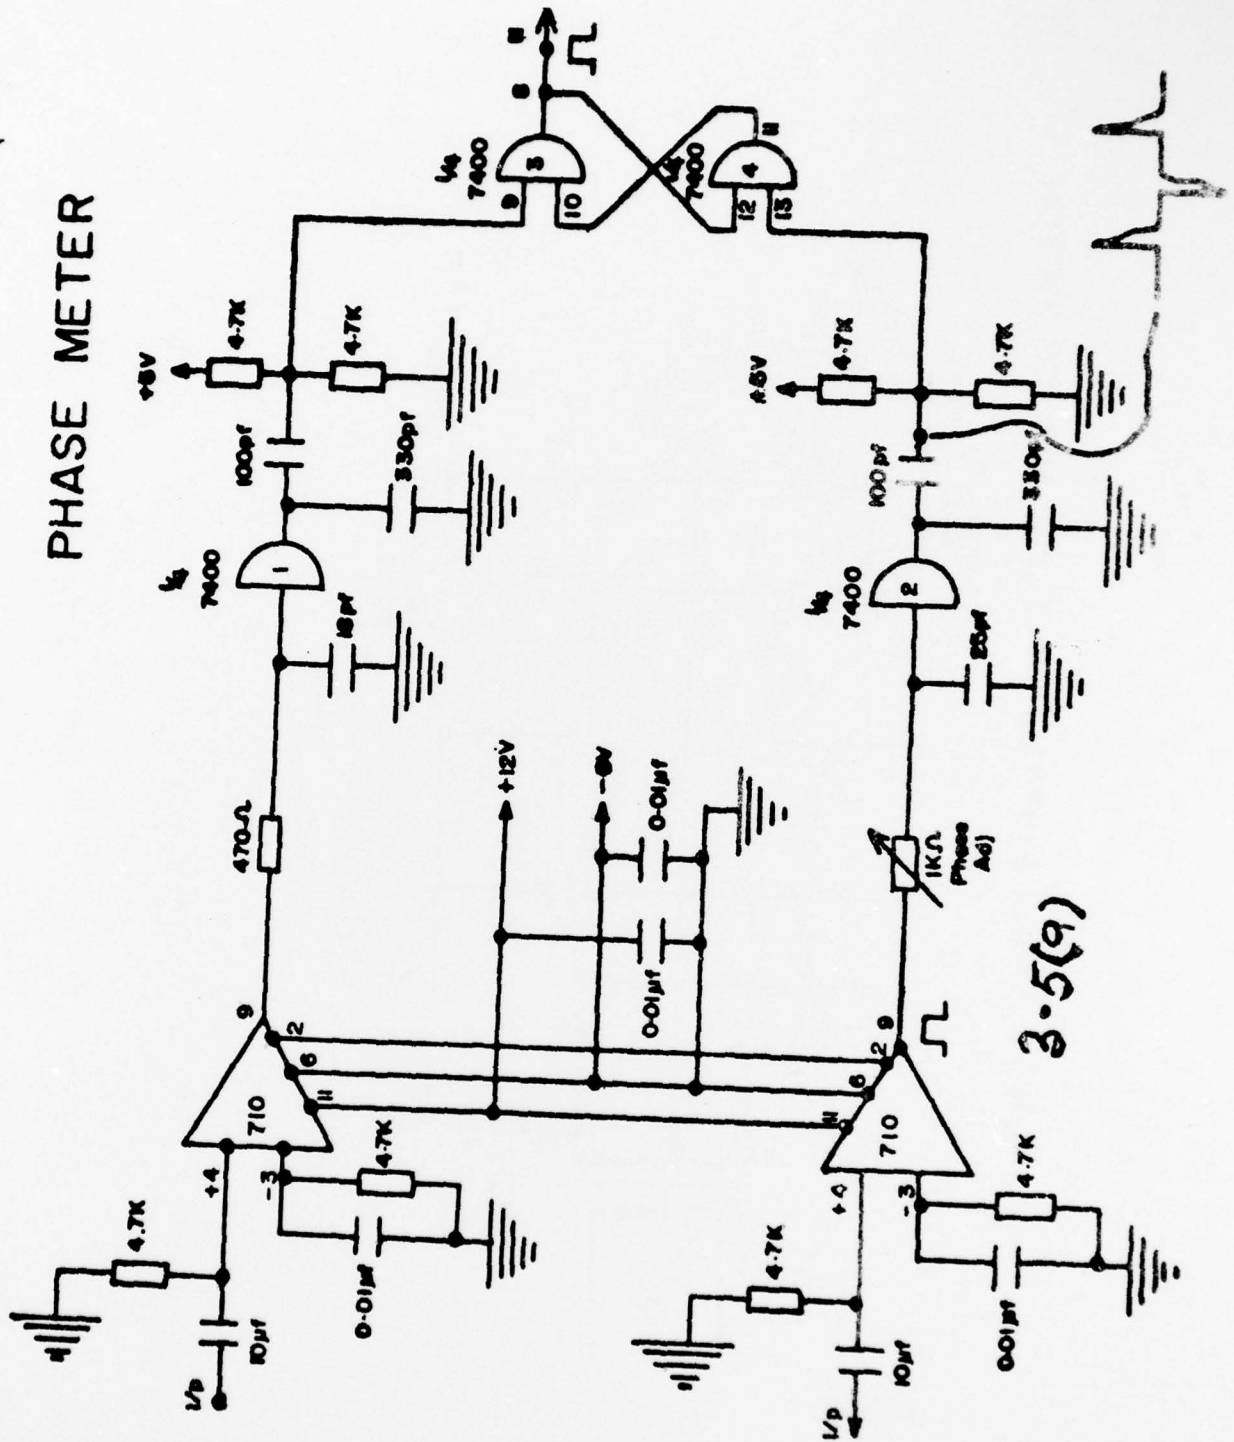 PHASE METER
11
8
1/4
7400
3
9
10
1/4
7400
4
11
12
13
+5V
4.7K
4.7K
100pf
330pf
1/4
7400
1
18pf
470Ω
4.7K
4.7K
100pf
330pf
1/4
7400
2
25pf
1KΩ
Phase
Adj
+12V
-6V
0.01µf
0.01µf
9
2
6
11
710
+4
-3
4.7K
4.7K
0.01µf
10µf
I/P
9
2
6
11
710
+4
-3
4.7K
4.7K
0.01µf
10µf
I/P
3.5(9)